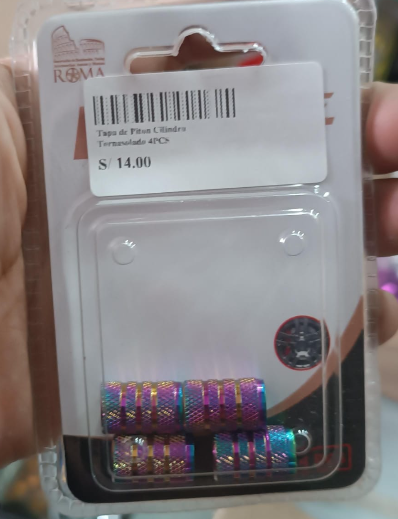 ROMA
Tapa de Piton Cilindro
Tornasolado 4PCS
S/ 14.00